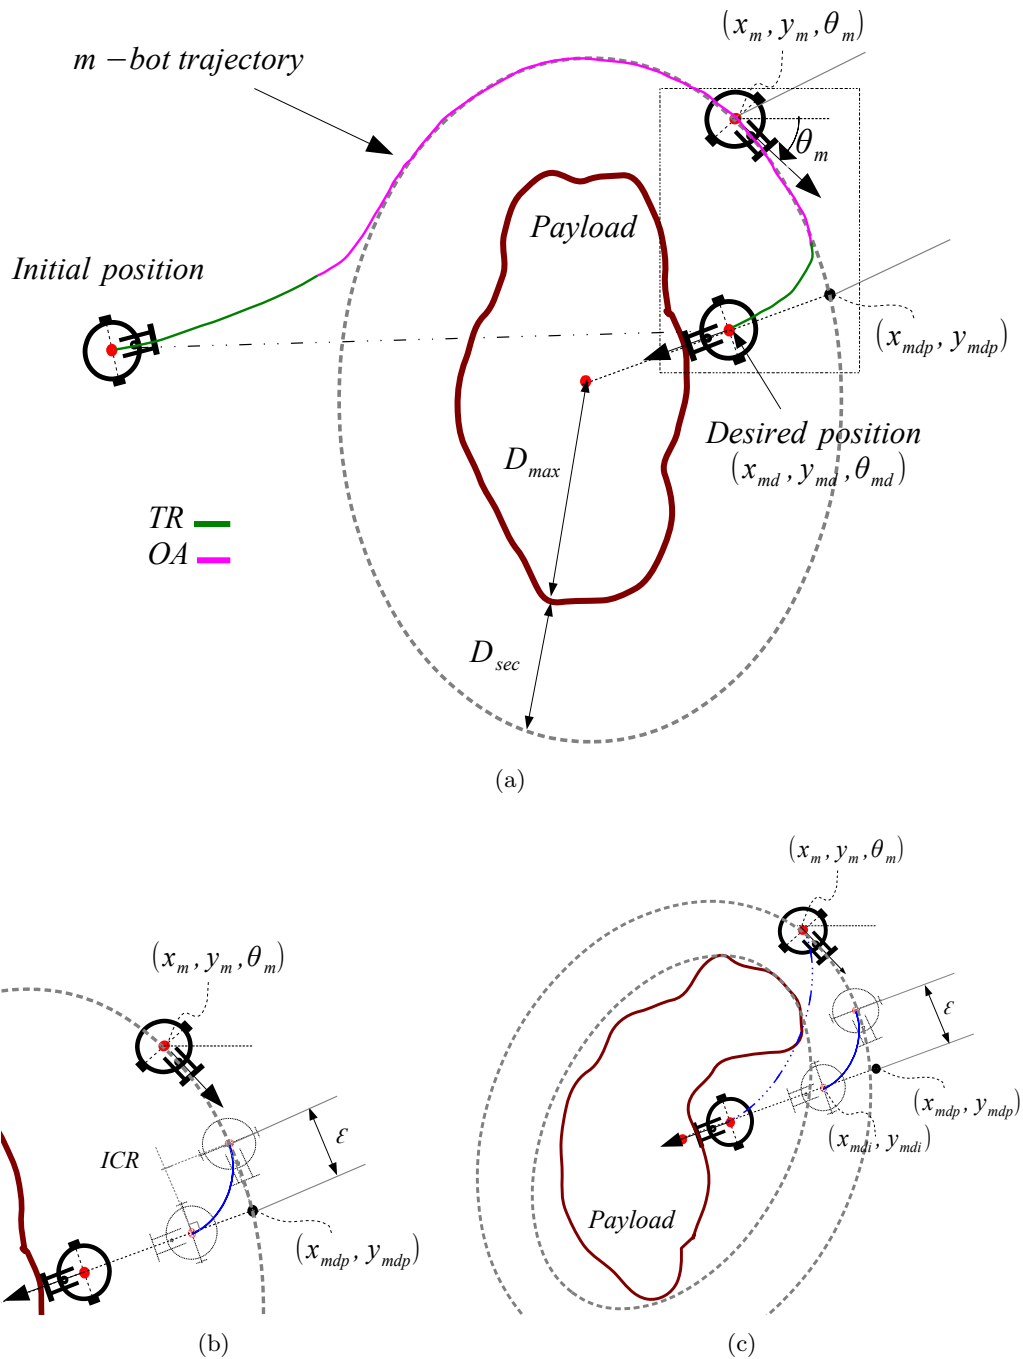 (x_m, y_m, θ_m)
m−bot trajectory
θ_m
Payload
Initial position
(x_mdp, y_mdp)
Desired position
(x_md, y_md, θ_md)
D_max
TR
OA
D_sec
(a)
(x_m, y_m, θ_m)
ICR
ε
(x_mdp, y_mdp)
(b)
(x_m, y_m, θ_m)
ε
(x_mdp, y_mdp)
(x_mdi, y_mdi)
Payload
(c)